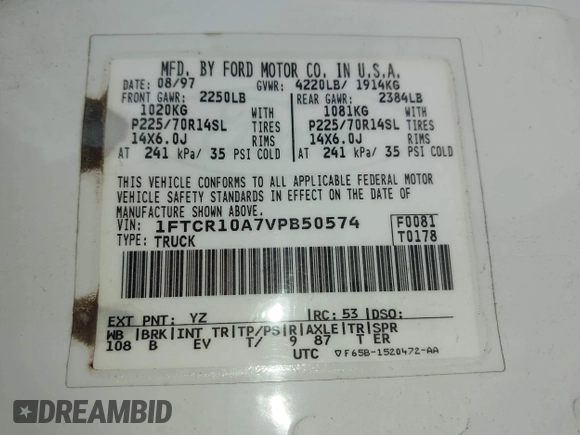 MFD. BY FORD MOTOR CO. IN U.S.A.
DATE: 08/97 GVWR: 4220LB/ 1914KG
FRONT GAWR: 2250LB REAR GAWR: 2384LB
1020KG WITH 1081KG WITH
P225/70R14SL TIRES P225/70R14SL TIRES
14X6.0J RIMS 14X6.0J RIMS
AT 241 kPa/ 35 PSI COLD AT 241 kPa/ 35 PSI COLD
THIS VEHICLE CONFORMS TO ALL APPLICABLE FEDERAL MOTOR
VEHICLE SAFETY STANDARDS IN EFFECT ON THE DATE OF
MANUFACTURE SHOWN ABOVE.
VIN: 1FTCR10A7VPB50574 F0081
TYPE: TRUCK T0178
EXT PNT: YZ RC: 53 DSO:
WB BRK INT TR TP/PS R AXLE TR SPR
108 B EV T/ 9 87 T ER
UTC ▽F65B-1520472-AA
DREAMBID